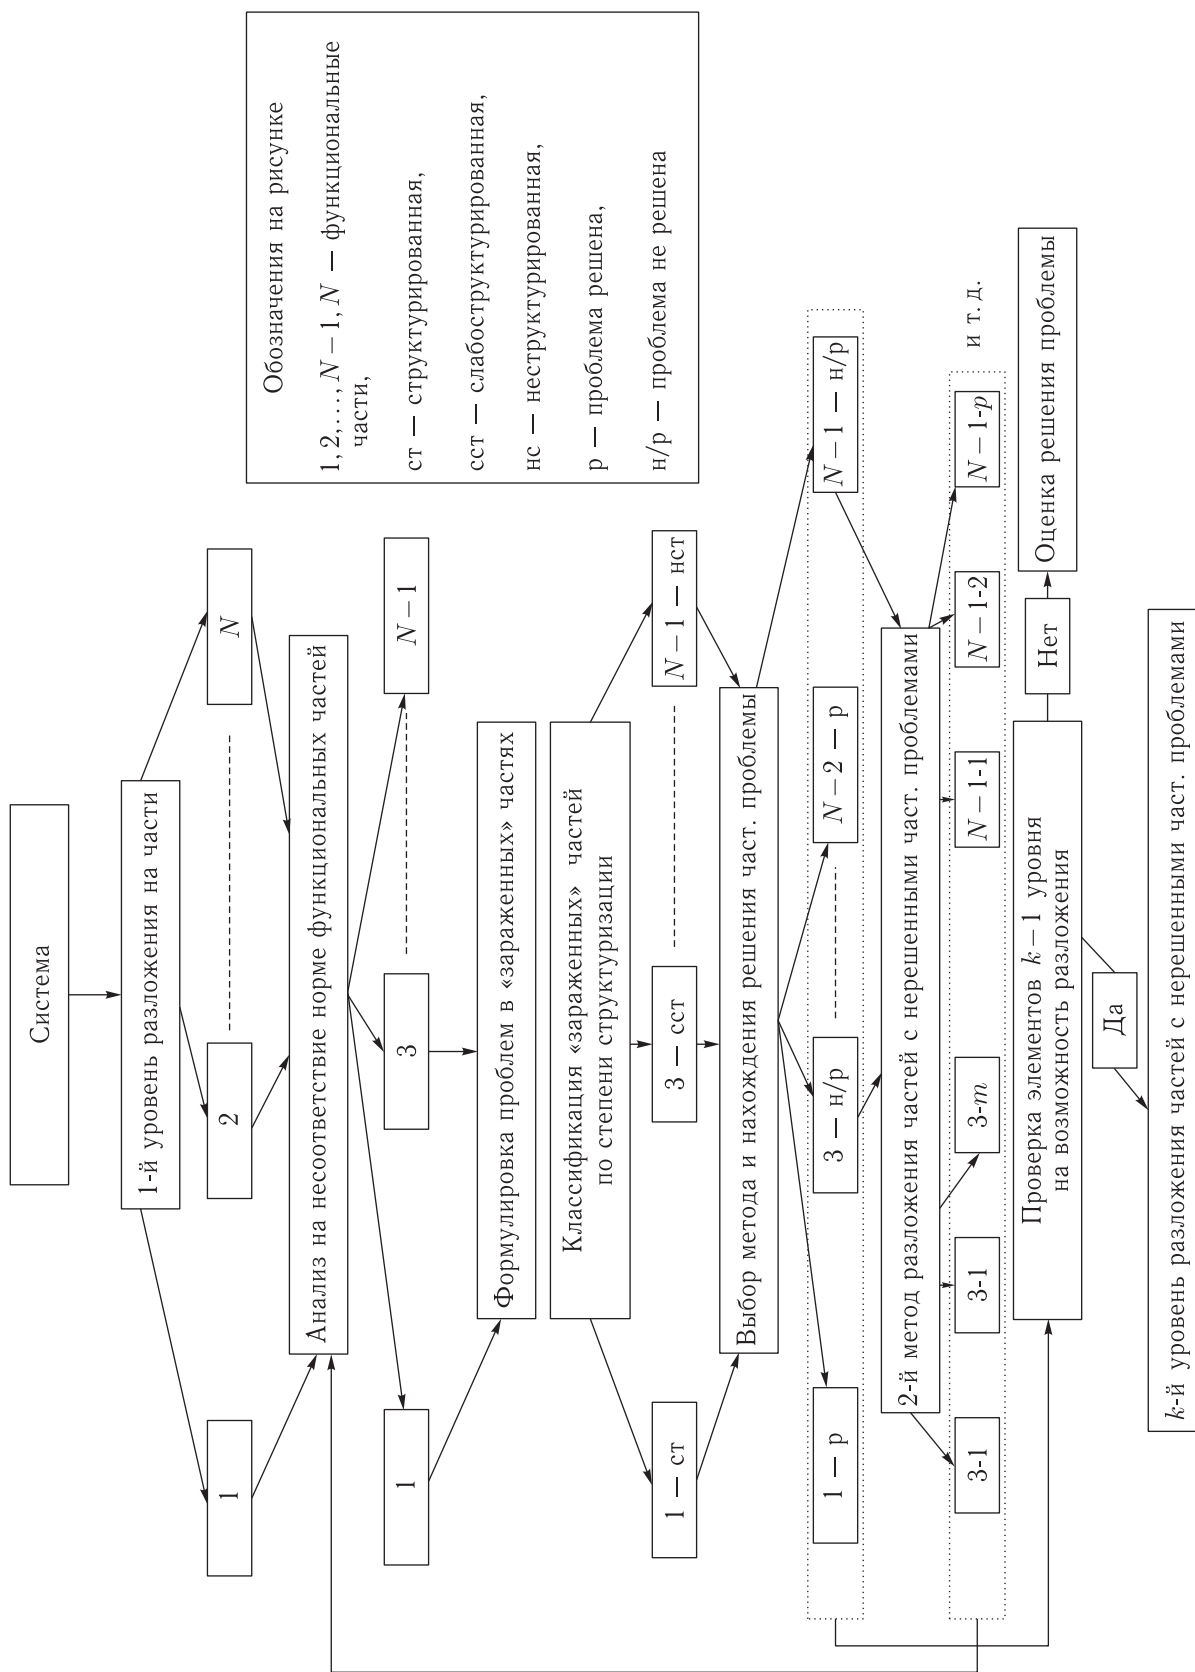 Система
1-й уровень разложения на части
1
2
N
Анализ на несоответствие норме функциональных частей
1
3
N − 1
Формулировка проблем в «зараженных» частях
Классификация «зараженных» частей
по степени структуризации
1 — ст
3 — сст
N − 1 — нст
Выбор метода и нахождения решения част. проблемы
1 — р
3 — н/р
N − 2 — р
N − 1 — н/р
2-й метод разложения частей с нерешенными част. проблемами
3-1
3-1
3-m
N − 1-1
N − 1-2
N − 1-p
и т.д.
Проверка элементов k − 1 уровня
на возможность разложения
Нет
Оценка решения проблемы
Да
k-й уровень разложения частей с нерешенными част. проблемами
Обозначения на рисунке
1, 2,..., N − 1, N — функциональные
части,
ст — структурированная,
сст — слабоструктурированная,
нс — неструктурированная,
р — проблема решена,
н/р — проблема не решена